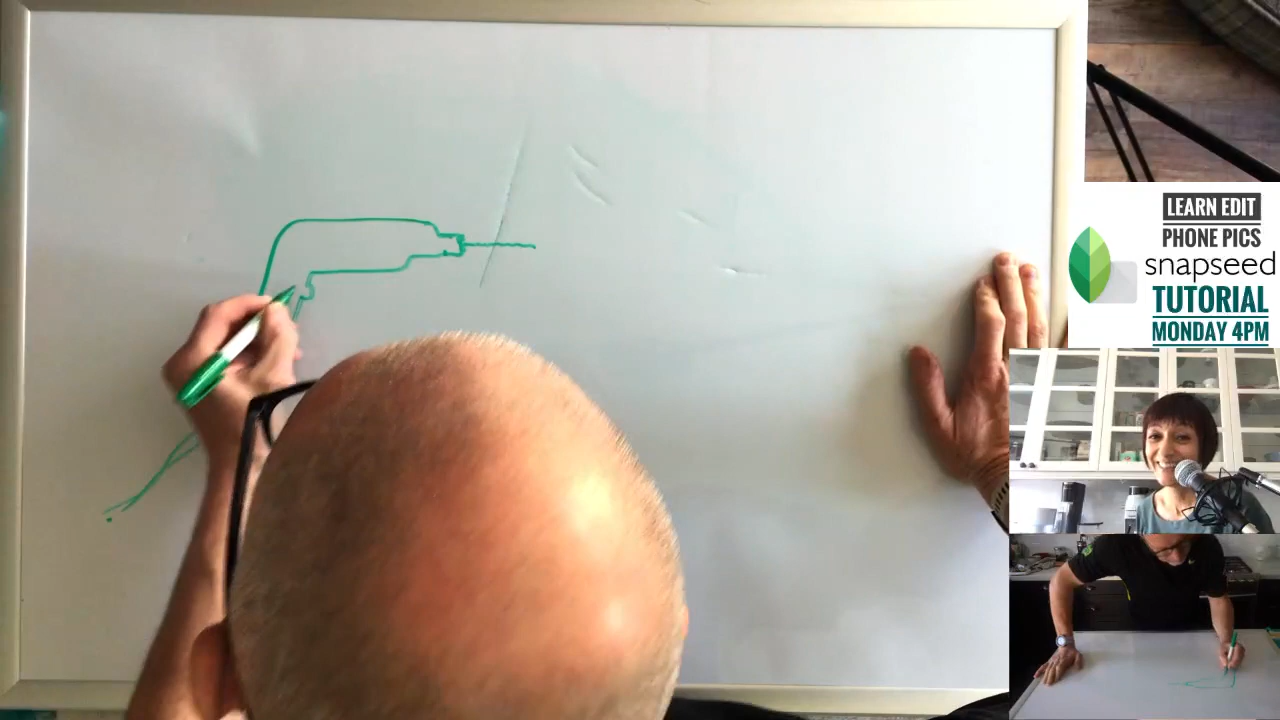 LEARN EDIT
PHONE PICS
snapseed
TUTORIAL
MONDAY 4PM